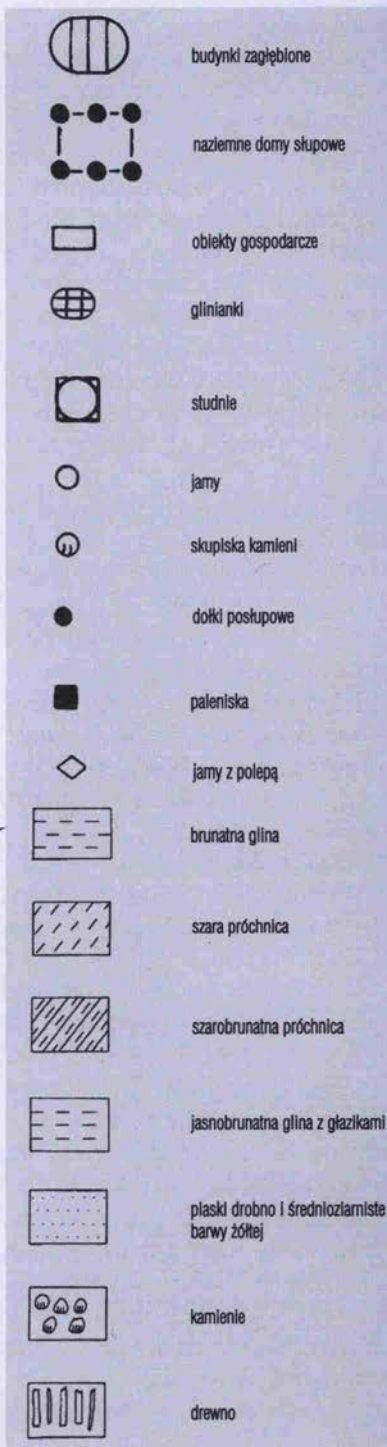 budynki zagłębione
naziemne domy słupowe
obiekty gospodarcze
glinianki
studnie
jamy
skupiska kamieni
dołki posłupowe
paleniska
jamy z polepą
brunatna glina
szara próchnica
szarobrunatna próchnica
jasnobrunatna glina z głazikami
piaski drobno i średnioziarniste
barwy żółtej
kamienie
drewno